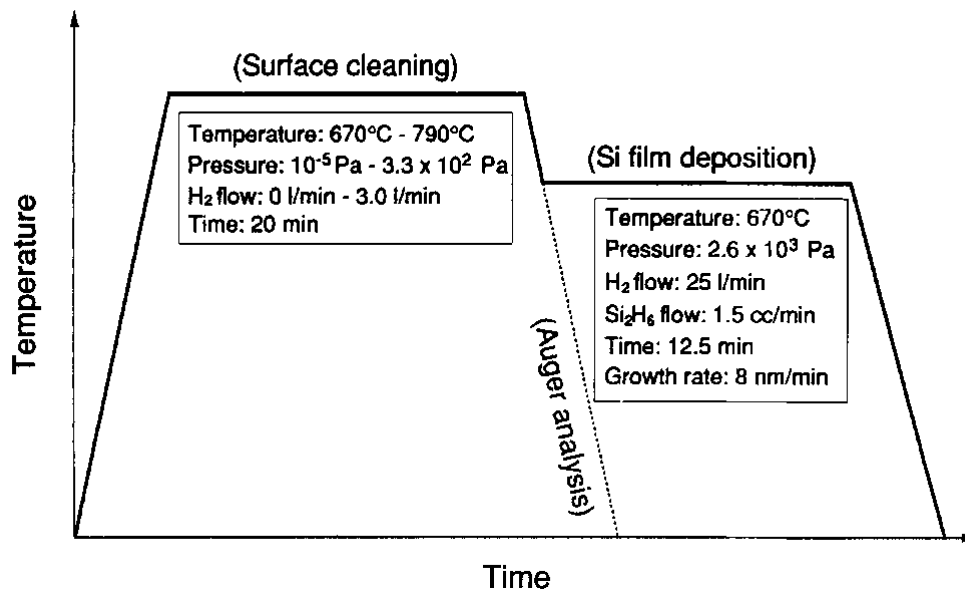 (Surface cleaning)
Temperature: 670°C - 790°C
Pressure: 10⁻⁵ Pa - 3.3 x 10² Pa
H₂ flow: 0 l/min - 3.0 l/min
Time: 20 min
(Si film deposition)
Temperature: 670°C
Pressure: 2.6 x 10³ Pa
H₂ flow: 25 l/min
Si₂H₆ flow: 1.5 cc/min
Time: 12.5 min
Growth rate: 8 nm/min
(Auger analysis)
Temperature
Time